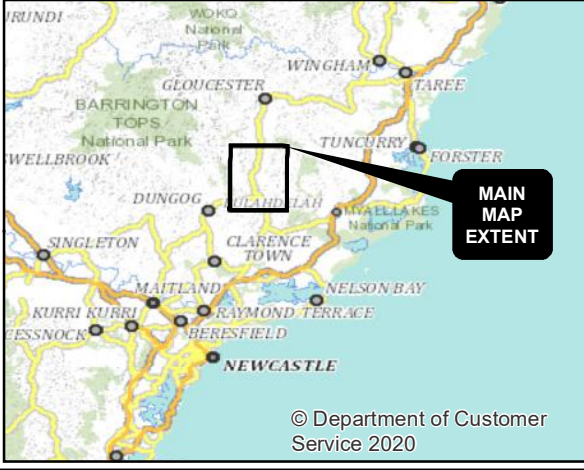 WOKO
National
Park
WINGHAM
GLOUCESTER
TAREE
BARRINGTON
TOPS
National Park
TUNCURRY
FORSTER
SWELLBROOK
DUNGOG
BULAHDELAH
MYALL LAKES
National Park
MAIN
MAP
EXTENT
SINGLETON
CLARENCE
TOWN
MAITLAND
NELSON BAY
KURRI KURRI
RAYMOND TERRACE
CESSNOCK
BERESFIELD
NEWCASTLE
© Department of Customer
Service 2020